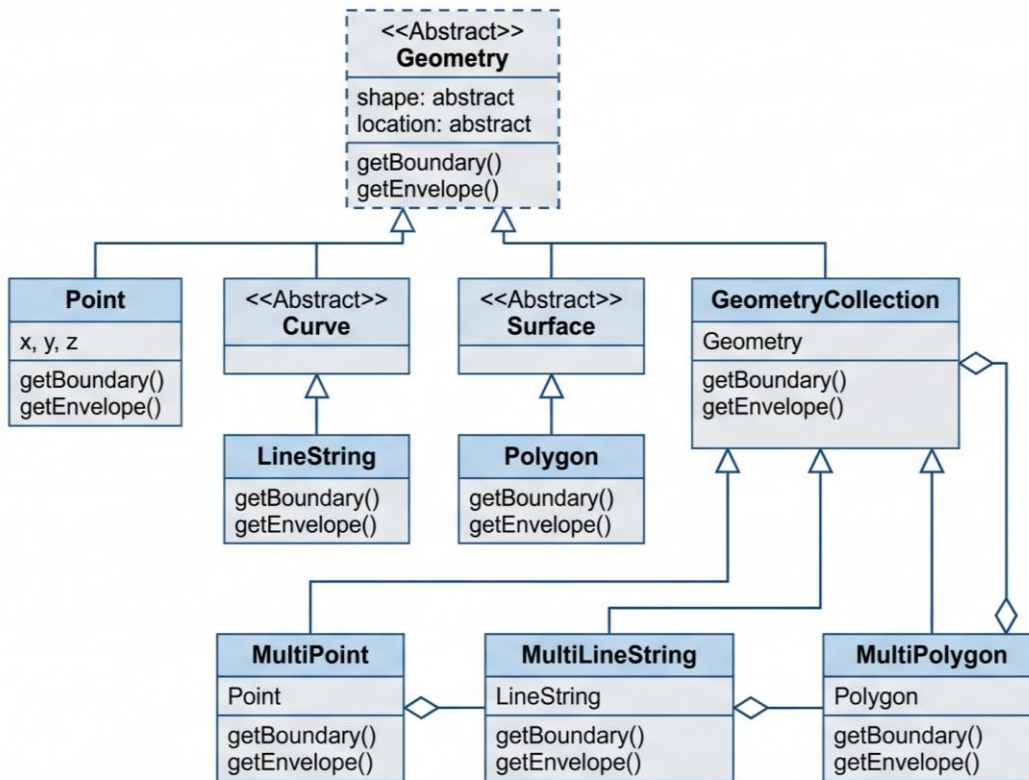 <<Abstract>>
Geometry
shape: abstract
location: abstract
getBoundary()
getEnvelope()
Point
x, y, z
getBoundary()
getEnvelope()
<<Abstract>>
Curve
<<Abstract>>
Surface
GeometryCollection
Geometry
getBoundary()
getEnvelope()
LineString
getBoundary()
getEnvelope()
Polygon
getBoundary()
getEnvelope()
MultiPoint
Point
getBoundary()
getEnvelope()
MultiLineString
LineString
getBoundary()
getEnvelope()
MultiPolygon
Polygon
getBoundary()
getEnvelope()